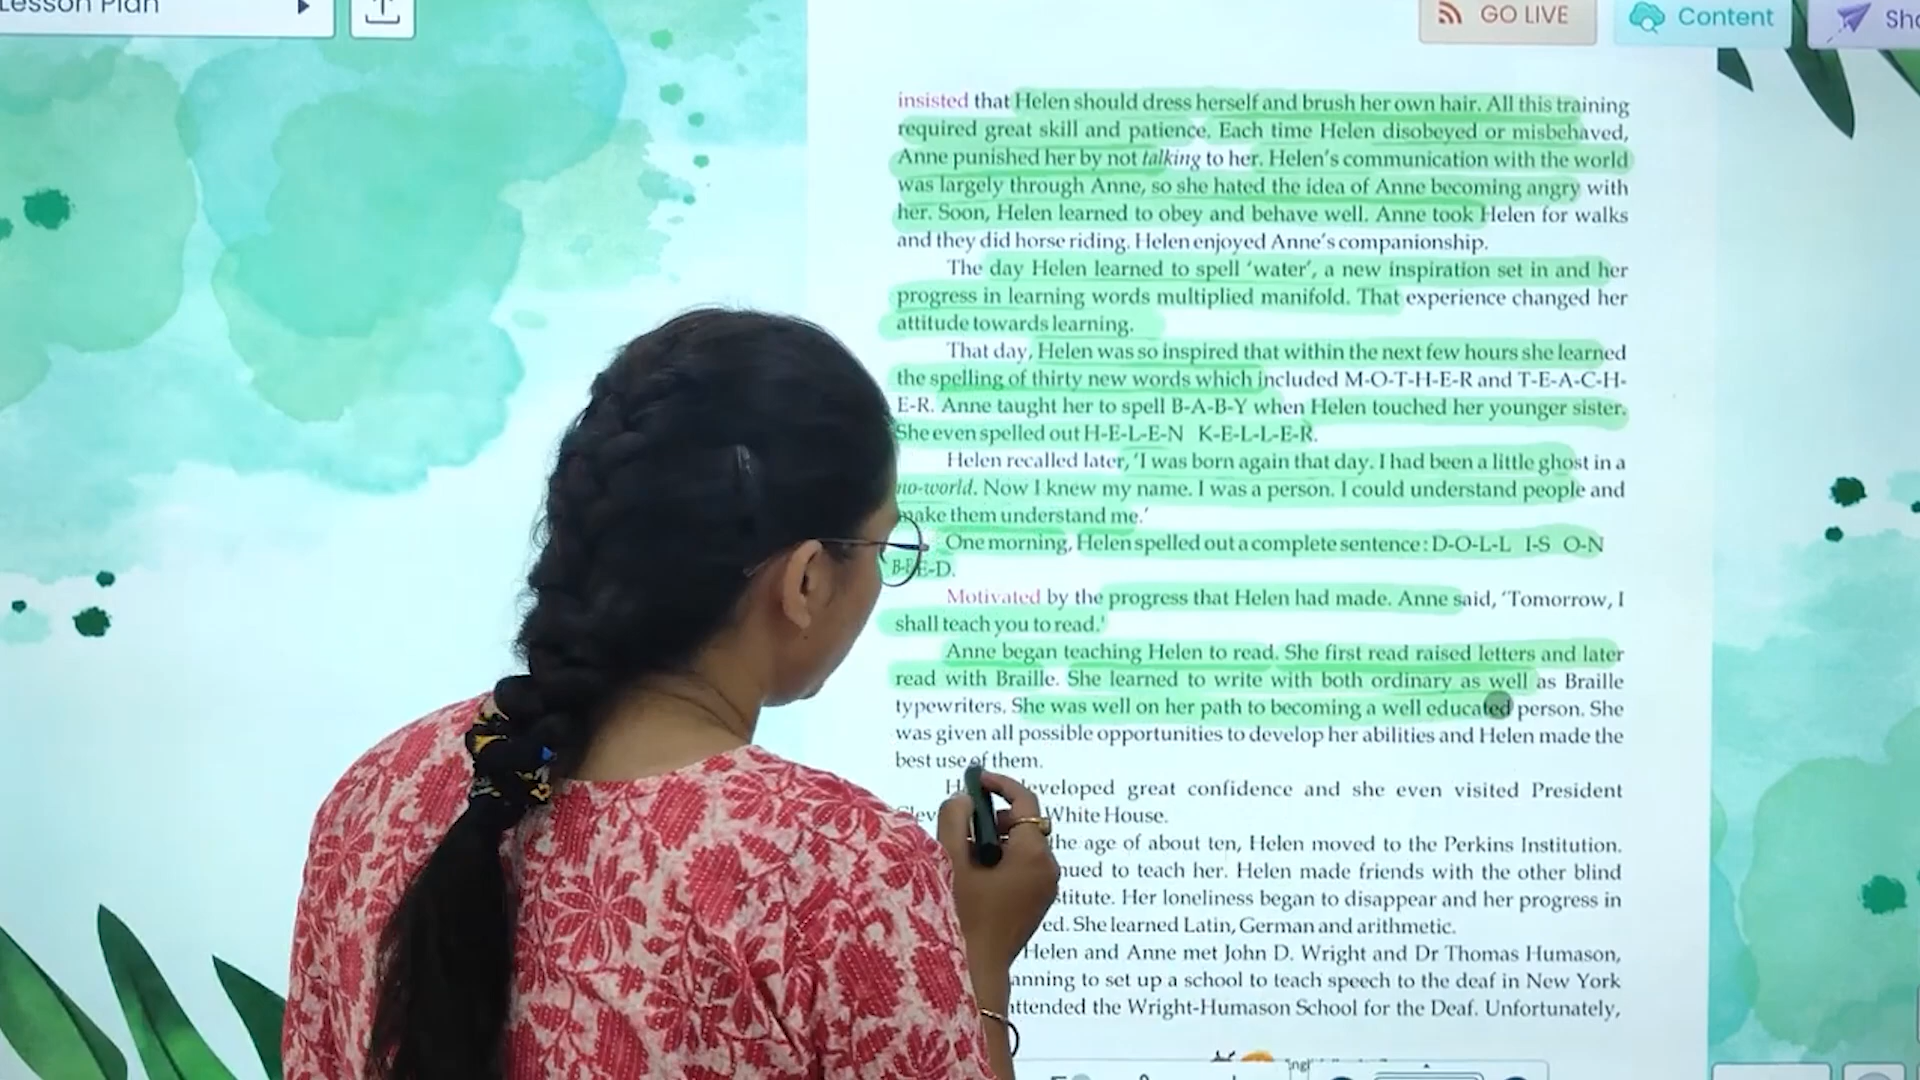 Lesson Plan
GO LIVE
Content
insisted that Helen should dress herself and brush her own hair. All this training
required great skill and patience. Each time Helen disobeyed or misbehaved,
Anne punished her by not talking to her. Helen's communication with the world
was largely through Anne, so she hated the idea of Anne becoming angry with
her. Soon, Helen learned to obey and behave well. Anne took Helen for walks
and they did horse riding. Helen enjoyed Anne's companionship.
The day Helen learned to spell ‘water’, a new inspiration set in and her
progress in learning words multiplied manifold. That experience changed her
attitude towards learning.
That day, Helen was so inspired that within the next few hours she learned
the spelling of thirty new words which included M-O-T-H-E-R and T-E-A-C-H-
E-R. Anne taught her to spell B-A-B-Y when Helen touched her younger sister.
She even spelled out H-E-L-E-N K-E-L-L-E-R.
Helen recalled later, ‘I was born again that day. I had been a little ghost in a
no-world. Now I knew my name. I was a person. I could understand people and
make them understand me.’
One morning, Helen spelled out a complete sentence: D-O-L-L I-S O-N
B-E-D.
Motivated by the progress that Helen had made. Anne said, ‘Tomorrow, I
shall teach you to read.'
Anne began teaching Helen to read. She first read raised letters and later
read with Braille. She learned to write with both ordinary as well as Braille
typewriters. She was well on her path to becoming a well educated person. She
was given all possible opportunities to develop her abilities and Helen made the
best use of them.
developed great confidence and she even visited President
White House.
the age of about ten, Helen moved to the Perkins Institution.
to teach her. Helen made friends with the other blind
Her loneliness began to disappear and her progress in
She learned Latin, German and arithmetic.
Helen and Anne met John D. Wright and Dr Thomas Humason,
to set up a school to teach speech to the deaf in New York
attended the Wright-Humason School for the Deaf. Unfortunately,